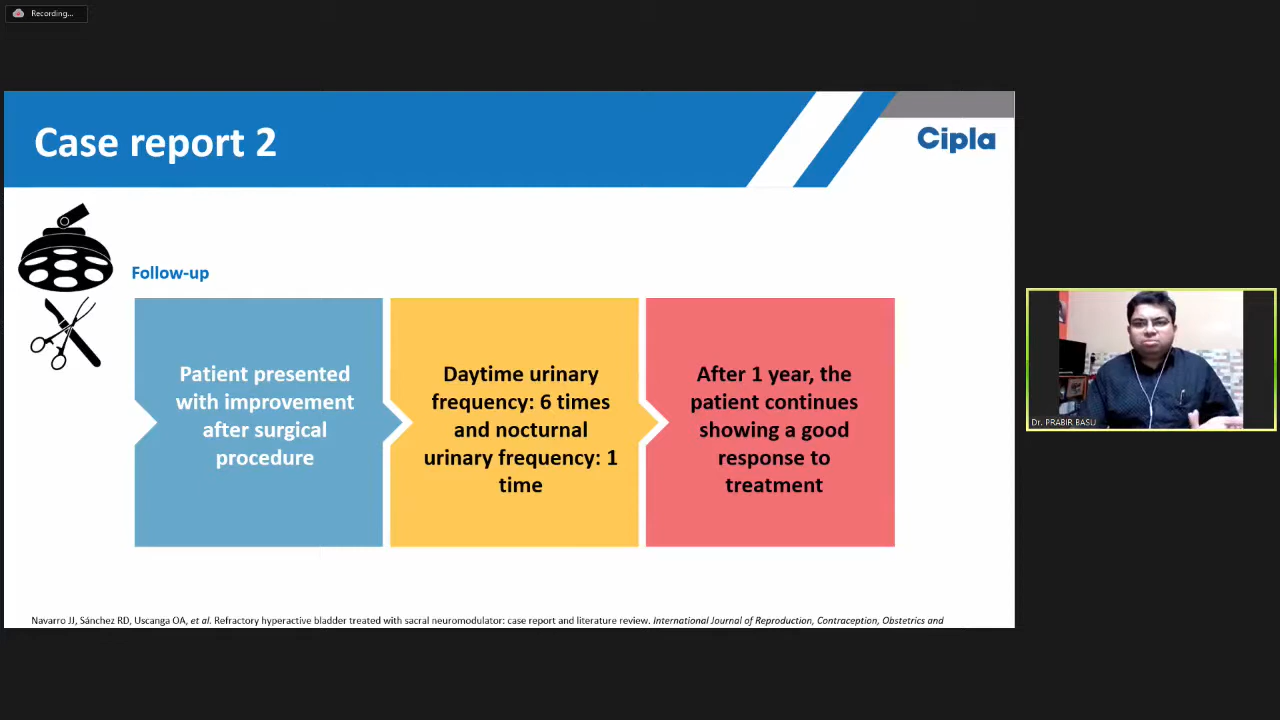 Recording...
Case report 2
Cipla
Follow-up
Patient presented
with improvement
after surgical
procedure
Daytime urinary
frequency: 6 times
and nocturnal
urinary frequency: 1
time
After 1 year, the
patient continues
showing a good
response to
treatment
Dr. PRABIR BASU
Navarro JJ, Sánchez RD, Uscanga OA, et al. Refractory hyperactive bladder treated with sacral neuromodulator: case report and literature review. International Journal of Reproduction, Contraception, Obstetrics and